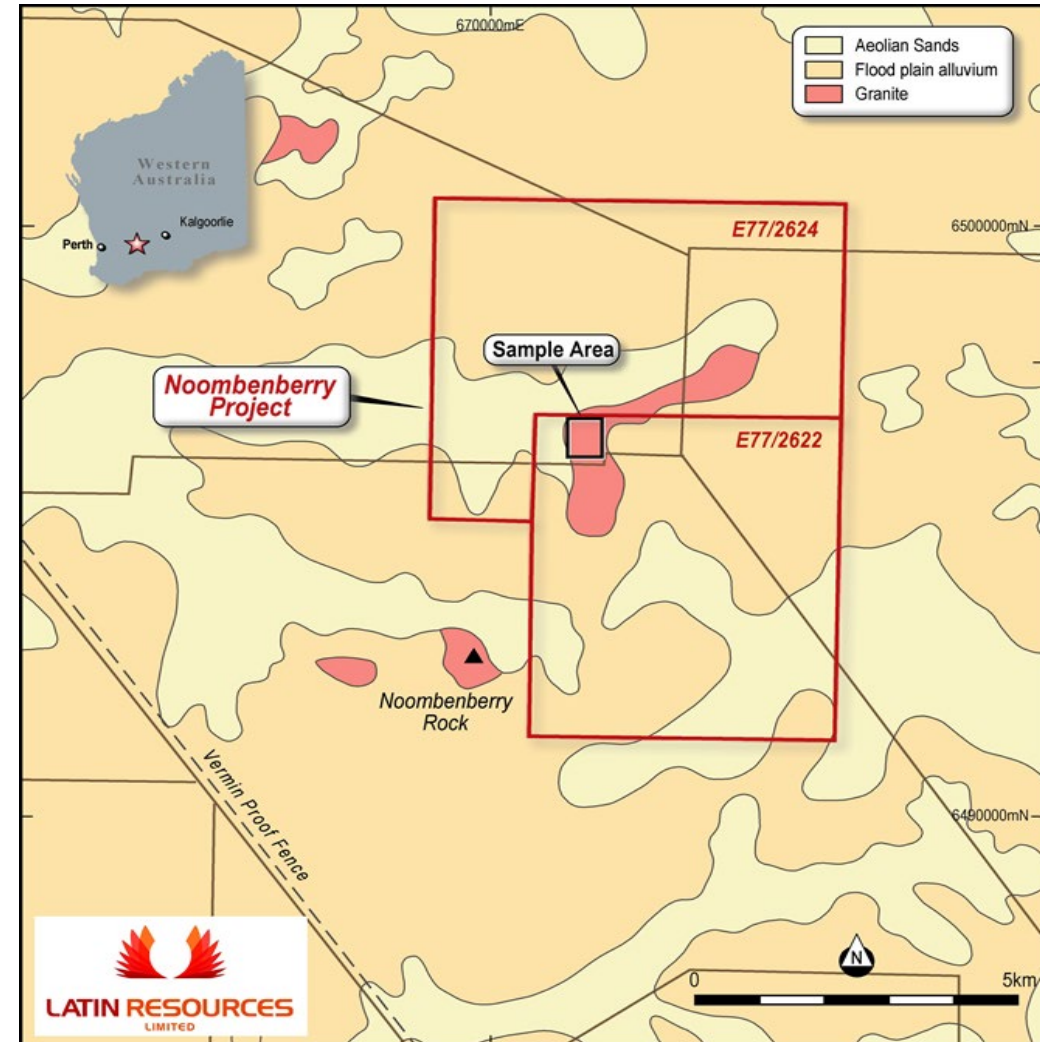 670000mE
Aeolian Sands
Flood plain alluvium
Granite
Western
Australia
Kalgoorlie
Perth
E77/2624
6500000mN
Sample Area
Noombenberry
Project
E77/2622
Noombenberry
Rock
Vermin Proof Fence
6490000mN
N
0
5km
LATIN RESOURCES
LIMITED